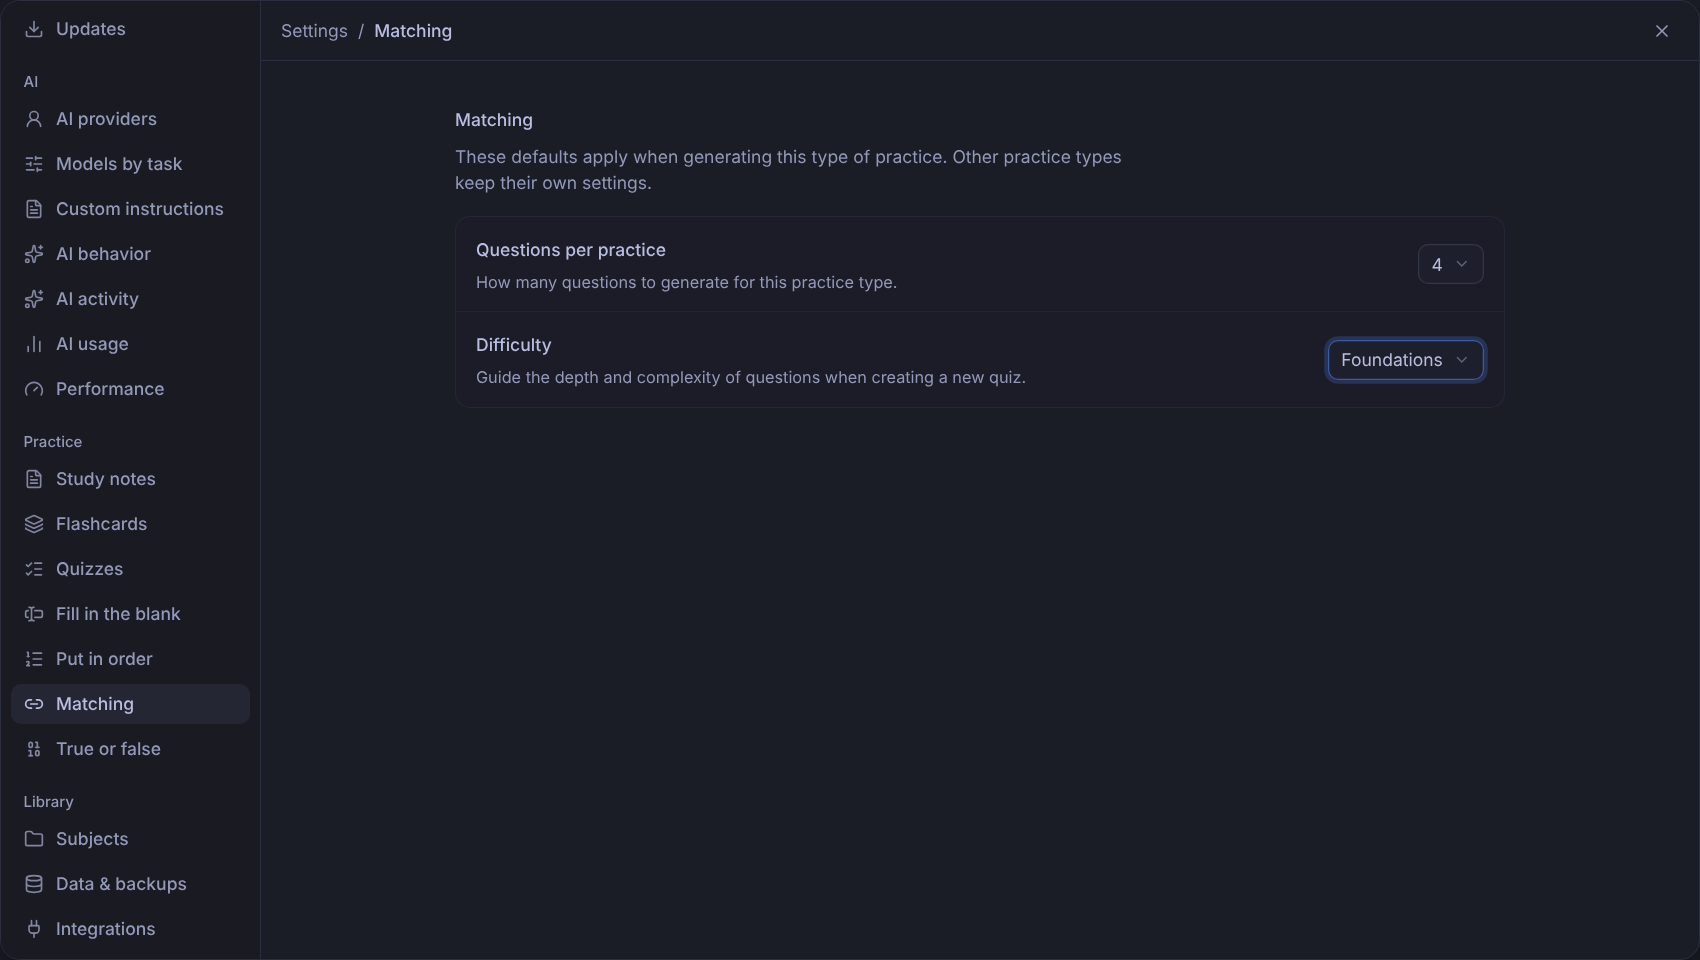 Updates
AI
AI providers
Models by task
Custom instructions
AI behavior
AI activity
AI usage
Performance
Practice
Study notes
Flashcards
Quizzes
Fill in the blank
Put in order
Matching
True or false
Library
Subjects
Data & backups
Integrations
Settings / Matching
Matching
These defaults apply when generating this type of practice. Other practice types
keep their own settings.
Questions per practice
How many questions to generate for this practice type.
4
Difficulty
Guide the depth and complexity of questions when creating a new quiz.
Foundations